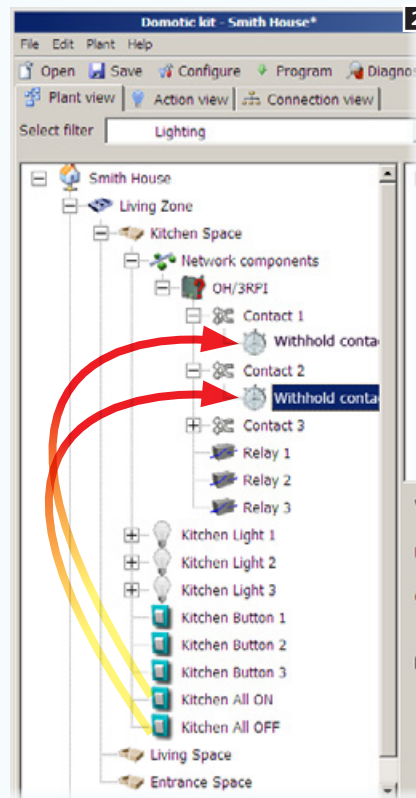 Domotic kit - Smith House*
2
File Edit Plant Help
Open Save Configure Program Diagnos
Plant view Action view Connection view
Select filter Lighting
Smith House
Living Zone
Kitchen Space
Network components
OH/3RPI
Contact 1
Withhold conta
Contact 2
Withhold conta
Contact 3
Relay 1
Relay 2
Relay 3
Kitchen Light 1
Kitchen Light 2
Kitchen Light 3
Kitchen Button 1
Kitchen Button 2
Kitchen Button 3
Kitchen All ON
Kitchen All OFF
Living Space
Entrance Space